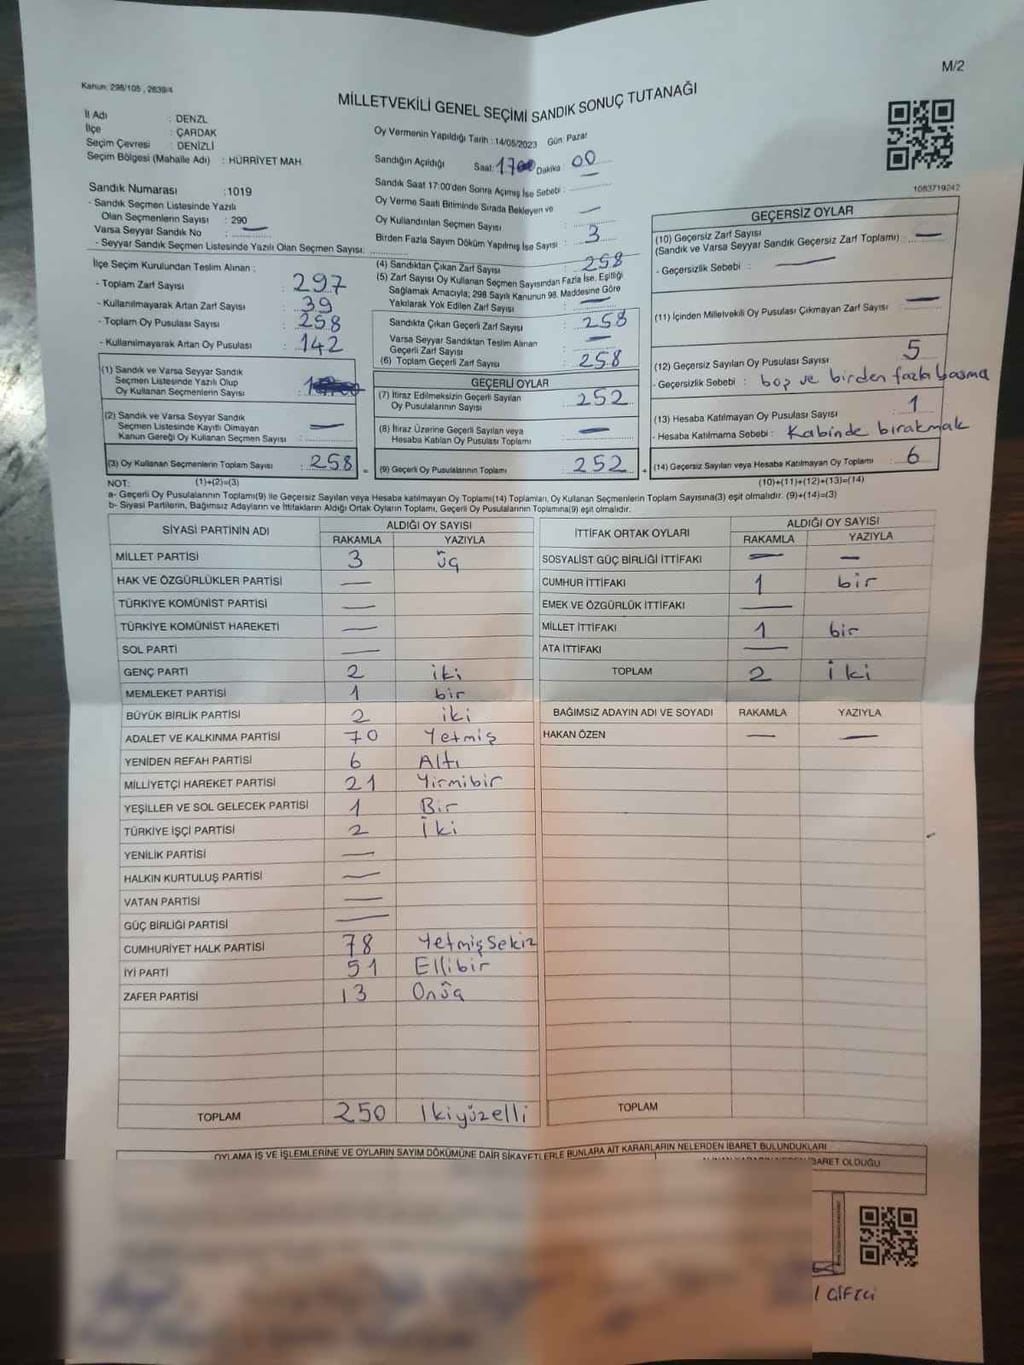 M/2
Kanun: 298/105 , 2839/4
MİLLETVEKİLİ GENEL SEÇİMİ SANDIK SONUÇ TUTANAĞI
İl Adı : DENZL
İlçe : ÇARDAK
Seçim Çevresi : DENİZLİ
Seçim Bölgesi (Mahalle Adı) : HÜRRİYET MAH.
Sandık Numarası :1019
- Sandık Seçmen Listesinde Yazılı
Olan Seçmenlerin Sayısı : 290
Varsa Seyyar Sandık No : —
- Seyyar Sandık Seçmen Listesinde Yazılı Olan Seçmen Sayısı:
Oy Vermenin Yapıldığı Tarih : 14/05/2023 Gün: Pazar
Sandığın Açıldığı Saat: 17 Dakika: 00
Sandık Saat 17:00'den Sonra Açımış İse Sebebi :
Oy Verme Saati Bitiminde Sırada Bekleyen ve
Oy Kullandırılan Seçmen Sayısı : —
Birden Fazla Sayım Döküm Yapılmış İse Sayısı : 3
1083719242
İlçe Seçim Kurulundan Teslim Alınan :
- Toplam Zarf Sayısı : 297
- Kullanılmayarak Artan Zarf Sayısı : 39
- Toplam Oy Pusulası Sayısı : 258
- Kullanılmayarak Artan Oy Pusulası : 142
(1) Sandık ve Varsa Seyyar Sandık
Seçmen Listesinde Yazılı Olup
Oy Kullanan Seçmen Sayısı :
(2) Sandık ve Varsa Seyyar Sandık
Seçmen Listesinde Kayıtlı Olmayan
Kanun Gereği Oy Kullanan Seçmen Sayısı : —
(3) Oy Kullanan Seçmenlerin Toplam Sayısı : 258
(4) Sandıktan Çıkan Zarf Sayısı : 258
(5) Zarf Sayısı Oy Kullanan Seçmen Sayısından Fazla İse, Eşitliği
Sağlamak Amacıyla; 298 Sayılı Kanunun 98. Maddesine Göre
Yakılarak Yok Edilen Zarf Sayısı : —
Sandıkta Çıkan Geçerli Zarf Sayısı : 258
Varsa Seyyar Sandıktan Teslim Alınan
Geçerli Zarf Sayısı : —
(6) Toplam Geçerli Zarf Sayısı : 258
GEÇERLİ OYLAR
(7) İtiraz Edilmeksizin Geçerli Sayılan
Oy Pusulalarının Sayısı : 252
(8) İtiraz Üzerine Geçerli Sayılan veya
Hesaba Katılan Oy Pusulası Toplamı : —
(9) Geçerli Oy Pusulalarının Toplamı : 252
GEÇERSİZ OYLAR
(10) Geçersiz Zarf Sayısı
(Sandık ve Varsa Seyyar Sandık Geçersiz Zarf Toplamı) : —
- Geçersizlik Sebebi : —
(11) İçinden Milletvekili Oy Pusulası Çıkmayan Zarf Sayısı : —
(12) Geçersiz Sayılan Oy Pusulası Sayısı : 5
- Geçersizlik Sebebi : boş ve birden fazla basma
(13) Hesaba Katılmayan Oy Pusulası Sayısı : 1
- Hesaba Katılmama Sebebi : Kabinde bırakmak
(14) Geçersiz Sayılan veya Hesaba Katılmayan Oy Toplamı : 6
NOT: (1)+(2)=(3) (10)+(11)+(12)+(13)=(14)
a- Geçerli Oy Pusulalarının Toplamı(9) ile Geçersiz Sayılan veya Hesaba katılmayan Oy Toplamı(14) Toplamları, Oy Kullanan Seçmenlerin Toplam Sayısına(3) eşit olmalıdır. (9)+(14)=(3)
b- Siyasi Partilerin, Bağımsız Adayların ve İttifakların Aldığı Ortak Oyların Toplamı, Geçerli Oy Pusulalarının Toplamına(9) eşit olmalıdır.
SİYASİ PARTİNİN ADI ALDIĞI OY SAYISI
RAKAMLA YAZIYLA
MİLLET PARTİSİ 3 üç
HAK VE ÖZGÜRLÜKLER PARTİSİ —
TÜRKİYE KOMÜNİST PARTİSİ —
TÜRKİYE KOMÜNİST HAREKETİ —
SOL PARTİ —
GENÇ PARTİ 2 iki
MEMLEKET PARTİSİ 1 bir
BÜYÜK BİRLİK PARTİSİ 2 iki
ADALET VE KALKINMA PARTİSİ 70 Yetmiş
YENİDEN REFAH PARTİSİ 6 Altı
MİLLİYETÇİ HAREKET PARTİSİ 21 Yirmibir
YEŞİLLER VE SOL GELECEK PARTİSİ 1 Bir
TÜRKİYE İŞÇİ PARTİSİ 2 İki
YENİLİK PARTİSİ —
HALKIN KURTULUŞ PARTİSİ —
VATAN PARTİSİ —
GÜÇ BİRLİĞİ PARTİSİ —
CUMHURİYET HALK PARTİSİ 78 YetmişSekiz
İYİ PARTİ 51 Ellibir
ZAFER PARTİSİ 13 Onüç
TOPLAM 250 İkiyüzelli
İTTİFAK ORTAK OYLARI ALDIĞI OY SAYISI
RAKAMLA YAZIYLA
SOSYALİST GÜÇ BİRLİĞİ İTTİFAKI — —
CUMHUR İTTİFAKI 1 bir
EMEK VE ÖZGÜRLÜK İTTİFAKI —
MİLLET İTTİFAKI 1 bir
ATA İTTİFAKI —
TOPLAM 2 iki
BAĞIMSIZ ADAYIN ADI VE SOYADI RAKAMLA YAZIYLA
HAKAN ÖZEN — —
TOPLAM
OYLAMA İŞ VE İŞLEMLERİNE VE OYLARIN SAYIM DÖKÜMÜNE DAİR ŞİKAYETLERLE BUNLARA AİT KARARLARIN NELERDEN İBARET BULUNDUKLARI
BARET OLDUĞU
ÇİFTÇİ